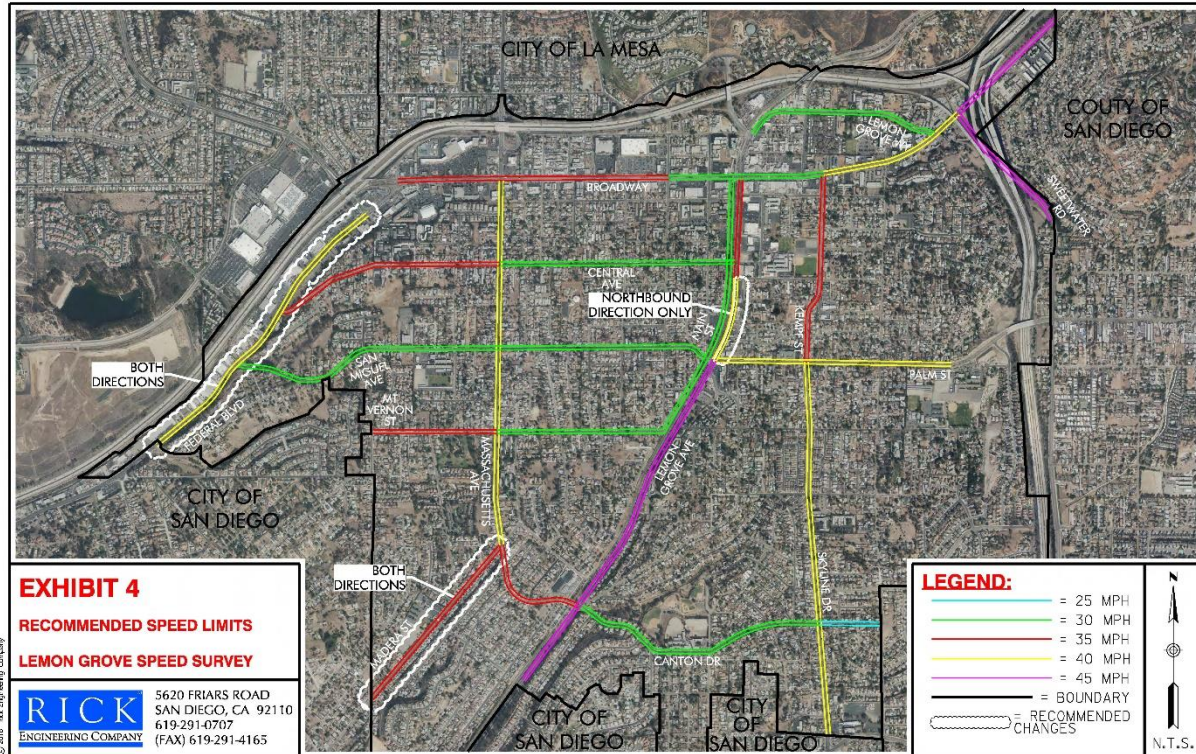 CITY OF LA MESA
COUTY OF
SAN DIEGO
LEMON
GROVE WY
SWEETWATER
RD
BROADWAY
CENTRAL
AVE
NORTHBOUND
DIRECTION ONLY
MAIN
ST
KEMPF ST
BOTH
DIRECTIONS
SAN
MIGUEL
AVE
PALM ST
FEDERAL BLVD
MT
VERNON
ST
MASSACHUSETTS
AVE
LEMON
GROVE AVE
CITY OF
SAN DIEGO
BOTH
DIRECTIONS
MADERA ST
SKYLINE DR
CANTON DR
CITY OF
SAN DIEGO
CITY OF
SAN DIEGO
EXHIBIT 4
RECOMMENDED SPEED LIMITS
LEMON GROVE SPEED SURVEY
RICK
ENGINEERING COMPANY
5620 FRIARS ROAD
SAN DIEGO, CA 92110
619-291-0707
(FAX) 619-291-4165
LEGEND:
= 25 MPH
= 30 MPH
= 35 MPH
= 40 MPH
= 45 MPH
= BOUNDARY
= RECOMMENDED
CHANGES
N
N.T.S.